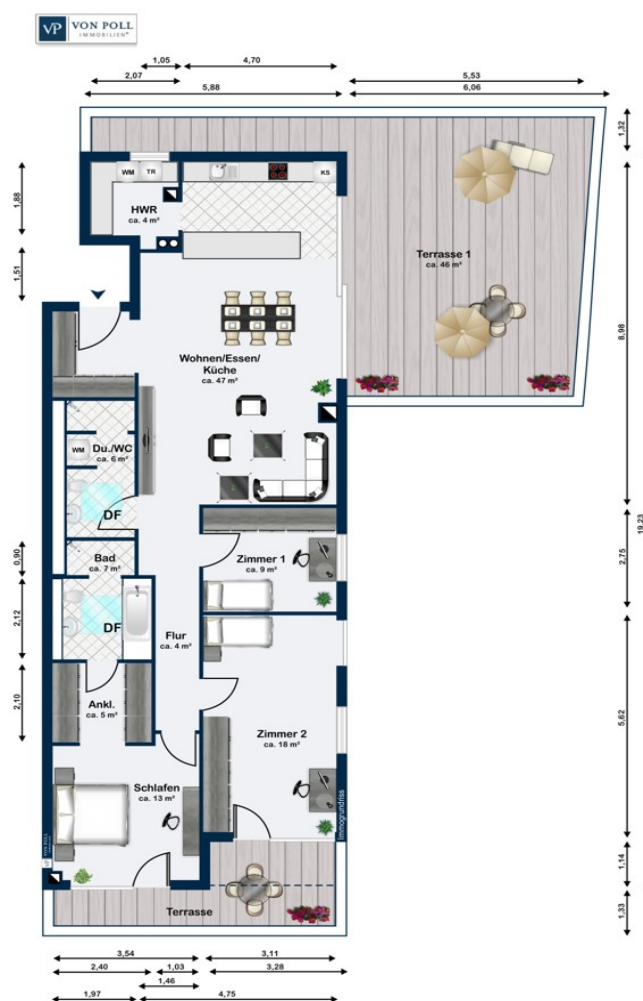 VP VON POLL
IMMOBILIEN®
1,05
4,70
2,07
5,88
5,53
6,06
1,32
WM
TR
KS
HWR
ca. 4 m²
1,88
1,51
Terrasse 1
ca. 46 m²
8,98
Wohnen/Essen/
Küche
ca. 47 m²
Du./WC
WM
ca. 6 m²
DF
19,23
Bad
ca. 7 m²
0,90
Zimmer 1
ca. 9 m²
2,75
2,12
DF
Flur
ca. 4 m²
Ankl.
ca. 5 m²
2,10
5,62
Zimmer 2
ca. 18 m²
Schlafen
ca. 13 m²
Immogrundriss
VP VON POLL
1,14
Terrasse
1,33
3,54
3,11
2,40
1,03
3,28
1,46
1,97
4,75